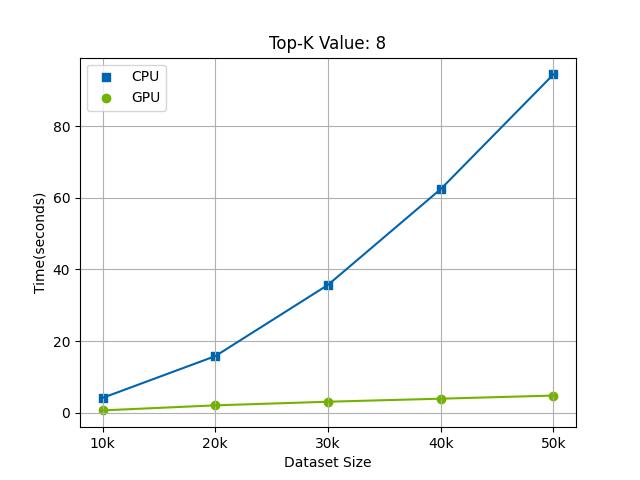 Top-K Value: 8
CPU
GPU
Time(seconds)
80
60
40
20
0
10k 20k 30k 40k 50k
Dataset Size